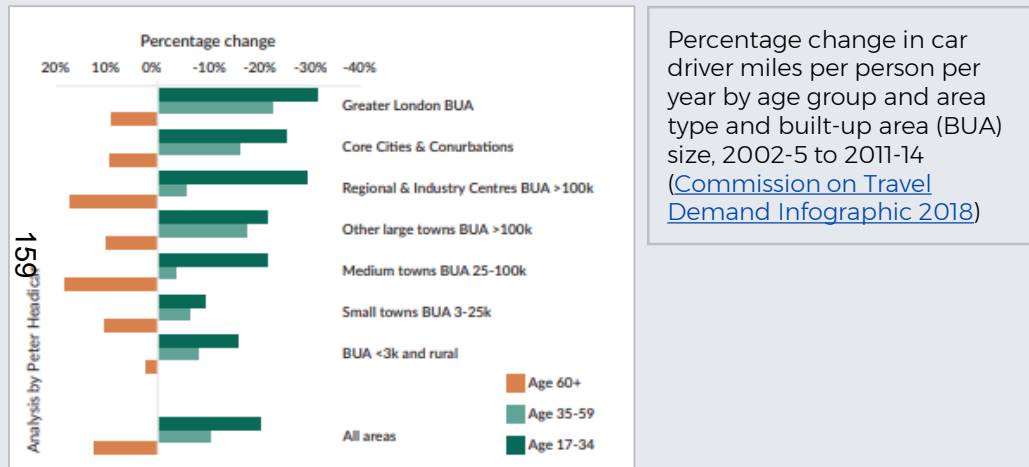 Percentage change
20% 10% 0% -10% -20% -30% -40%
Greater London BUA
Core Cities & Conurbations
Regional & Industry Centres BUA >100k
Other large towns BUA >100k
Medium towns BUA 25-100k
Small towns BUA 3-25k
BUA <3k and rural
All areas
Age 60+
Age 35-59
Age 17-34
Analysis by Peter Headicar
159
Percentage change in car
driver miles per person per
year by age group and area
type and built-up area (BUA)
size, 2002-5 to 2011-14
(Commission on Travel
Demand Infographic 2018)